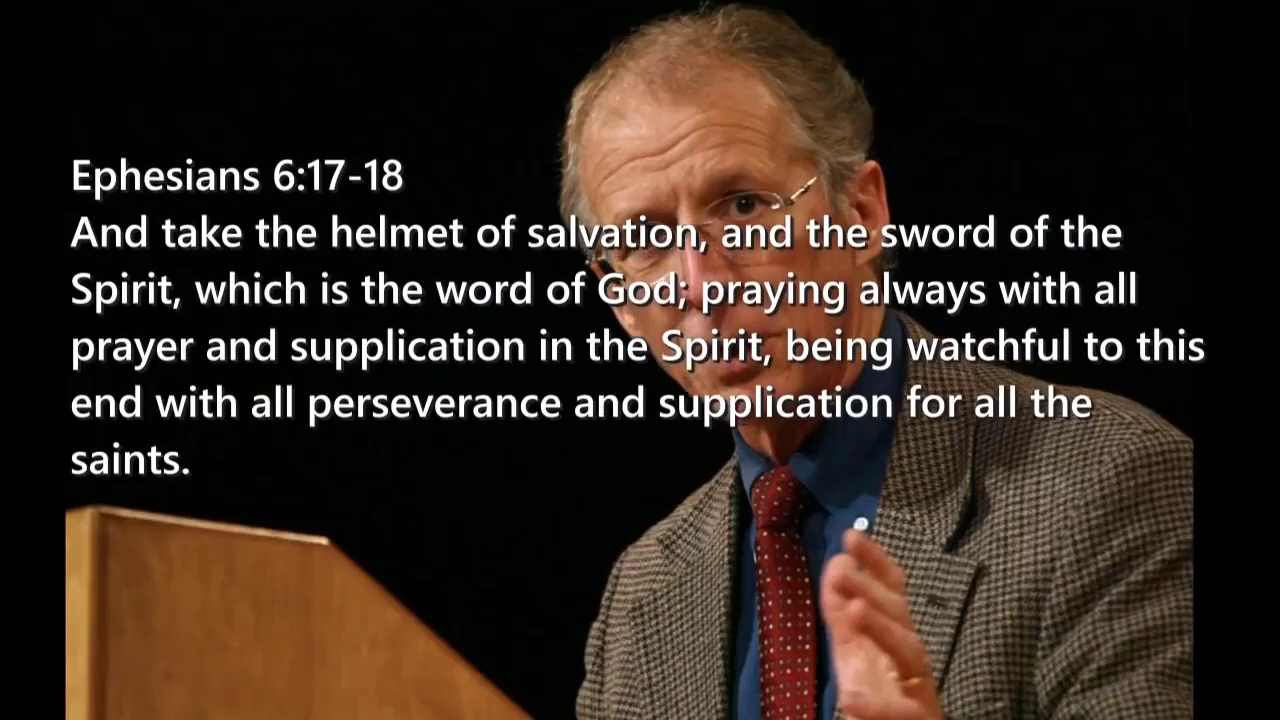 Ephesians 6:17-18
And take the helmet of salvation, and the sword of the
Spirit, which is the word of God; praying always with all
prayer and supplication in the Spirit, being watchful to this
end with all perseverance and supplication for all the
saints.